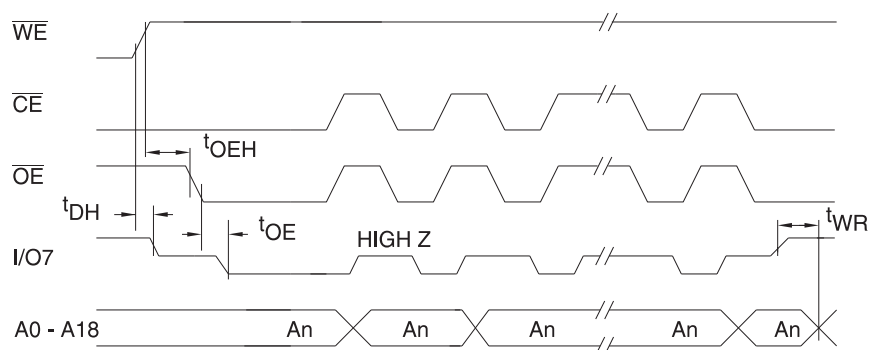 WE
CE
tOEH
OE
tDH
tOE
tWR
HIGH Z
I/O7
A0 - A18 An An An An An